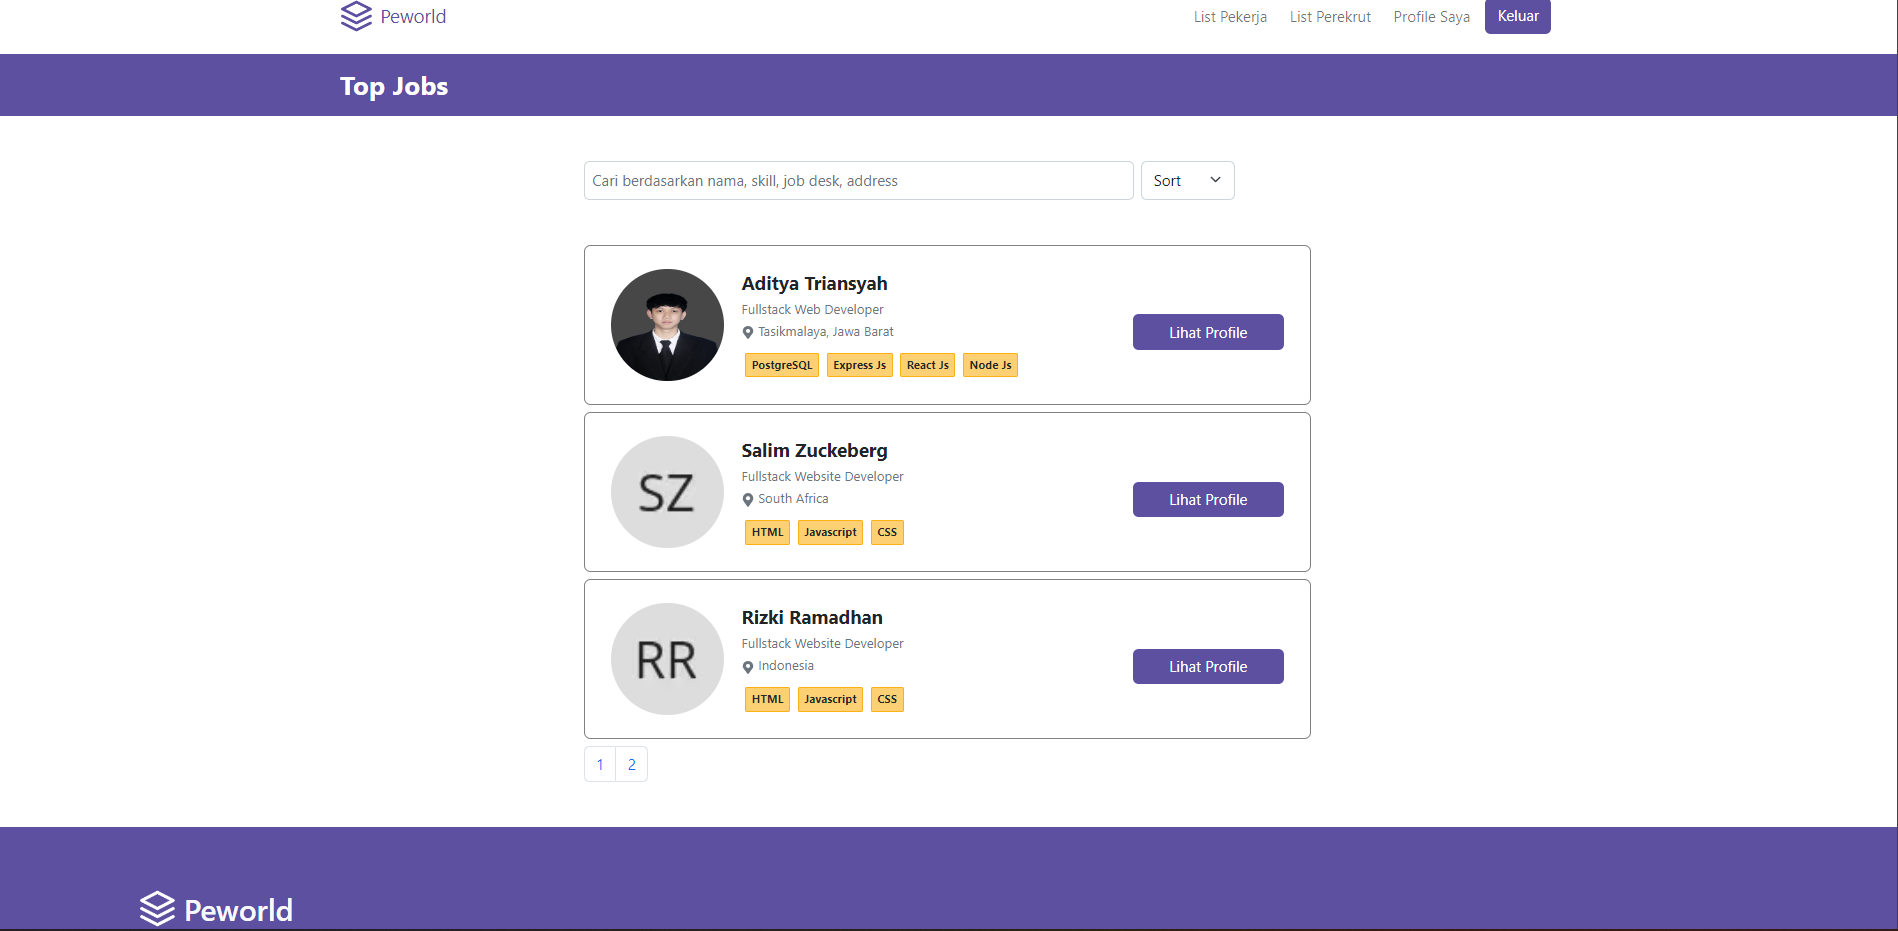 Peworld
List Pekerja
List Perekrut
Profile Saya
Keluar
Top Jobs
Cari berdasarkan nama, skill, job desk, address
Sort
Aditya Triansyah
Fullstack Web Developer
Tasikmalaya, Jawa Barat
PostgreSQL
Express Js
React Js
Node Js
Lihat Profile
SZ
Salim Zuckeberg
Fullstack Website Developer
South Africa
HTML
Javascript
CSS
Lihat Profile
RR
Rizki Ramadhan
Fullstack Website Developer
Indonesia
HTML
Javascript
CSS
Lihat Profile
1
2
Peworld